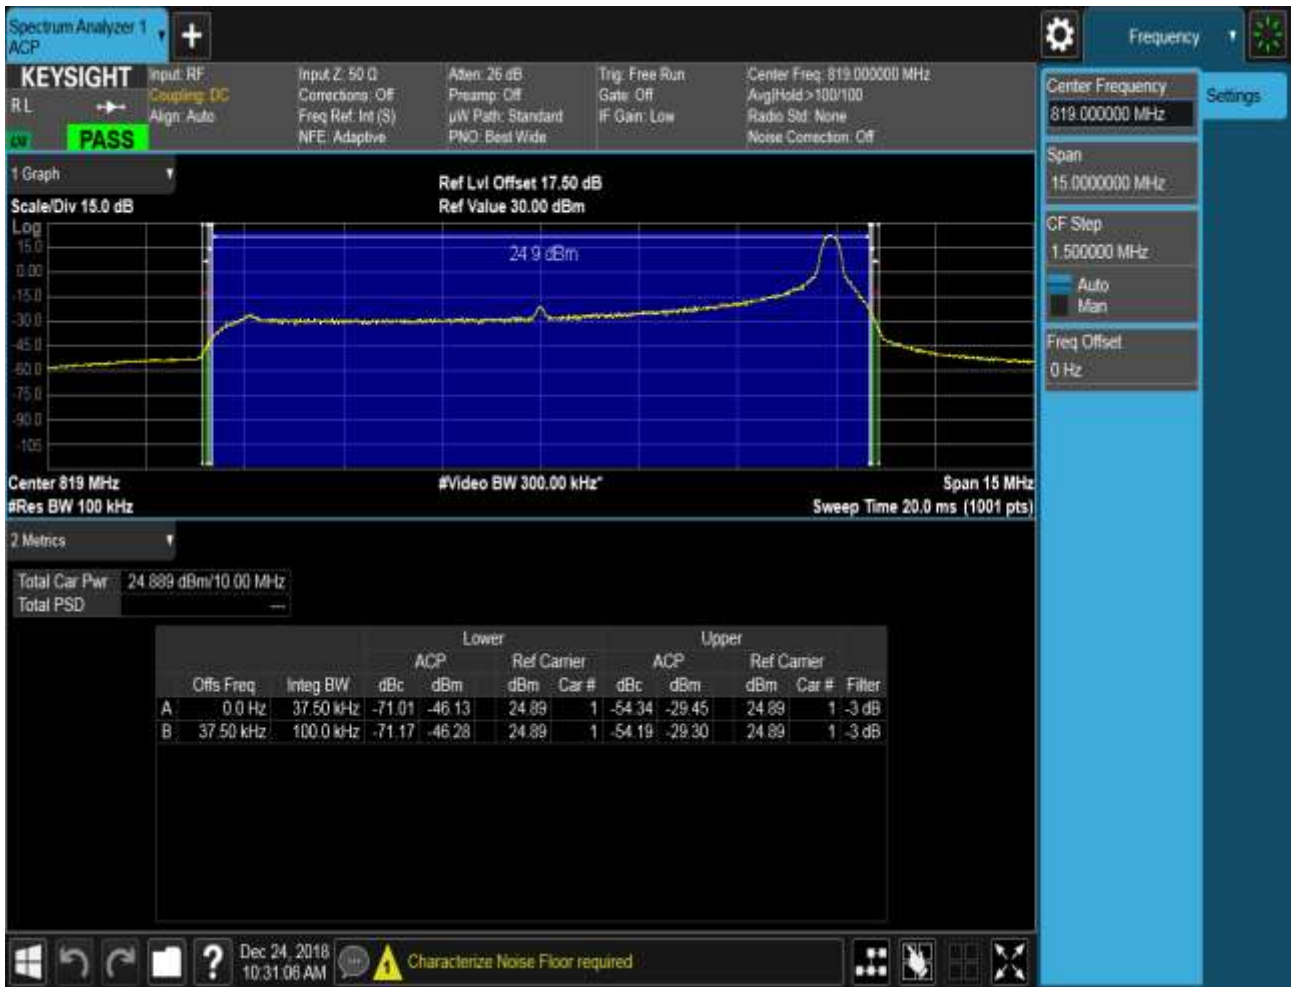 Spectrum Analyzer 1
ACP
Frequency
KEYSIGHT
RL
PASS
Input: RF
Coupling: DC
Align: Auto
Input Z: 50 Ω
Corrections: Off
Freq Ref: Int (S)
NFE: Adaptive
Atten: 26 dB
Preamp: Off
µW Path: Standard
PNO: Best Wide
Trig: Free Run
Gate: Off
IF Gain: Low
Center Freq: 819.000000 MHz
Avg|Hold >100/100
Radio Std: None
Noise Correction: Off
Center Frequency
819.000000 MHz
Settings
Span
15.0000000 MHz
CF Step
1.500000 MHz
Auto
Man
Freq Offset
0 Hz
1 Graph
Scale/Div 15.0 dB
Ref Lvl Offset 17.50 dB
Ref Value 30.00 dBm
Log
15.0
0.00
-15.0
-30.0
-45.0
-60.0
-75.0
-90.0
-105
24.9 dBm
Center 819 MHz
#Video BW 300.00 kHz*
Span 15 MHz
#Res BW 100 kHz
Sweep Time 20.0 ms (1001 pts)
2 Metrics
Total Car Pwr 24.889 dBm/10.00 MHz
Total PSD ---
Lower Upper
ACP Ref Carrier ACP Ref Carrier
Offs Freq Integ BW dBc dBm dBm Car # dBc dBm dBm Car # Filter
A 0.0 Hz 37.50 kHz -71.01 -46.13 24.89 1 -54.34 -29.45 24.89 1 -3 dB
B 37.50 kHz 100.0 kHz -71.17 -46.28 24.89 1 -54.19 -29.30 24.89 1 -3 dB
?
Dec 24, 2018
10:31:06 AM
1
Characterize Noise Floor required